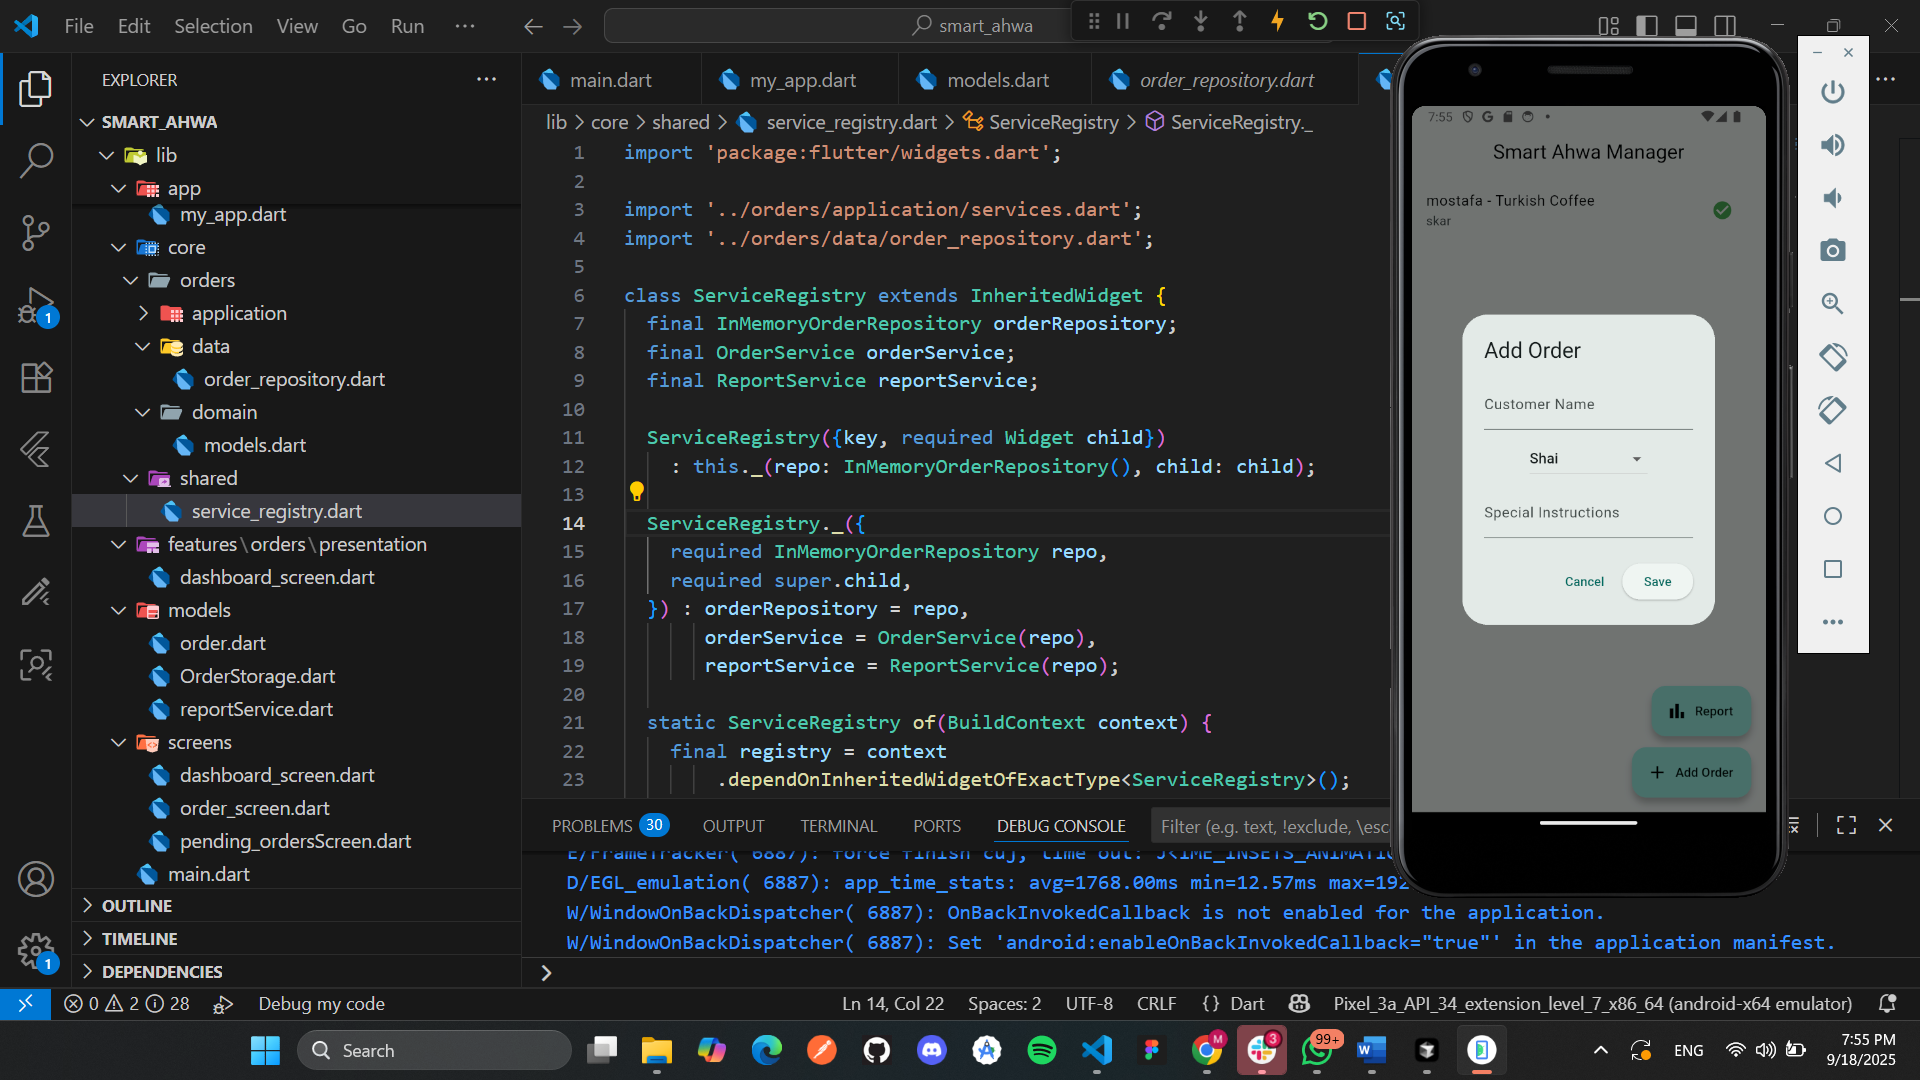 File Edit Selection View Go Run ···
smart_ahwa
EXPLORER
SMART_AHWA
lib
app
my_app.dart
core
orders
application
data
order_repository.dart
domain
models.dart
shared
service_registry.dart
features\orders\presentation
dashboard_screen.dart
models
order.dart
OrderStorage.dart
reportService.dart
screens
dashboard_screen.dart
order_screen.dart
pending_ordersScreen.dart
main.dart
OUTLINE
TIMELINE
DEPENDENCIES
1
1
main.dart my_app.dart models.dart order_repository.dart
lib > core > shared > service_registry.dart > ServiceRegistry > ServiceRegistry._
1 import 'package:flutter/widgets.dart';
2
3 import '../orders/application/services.dart';
4 import '../orders/data/order_repository.dart';
5
6 class ServiceRegistry extends InheritedWidget {
7 final InMemoryOrderRepository orderRepository;
8 final OrderService orderService;
9 final ReportService reportService;
10
11 ServiceRegistry({key, required Widget child})
12 : this._(repo: InMemoryOrderRepository(), child: child);
13
14 ServiceRegistry._({
15 required InMemoryOrderRepository repo,
16 required super.child,
17 }) : orderRepository = repo,
18 orderService = OrderService(repo),
19 reportService = ReportService(repo);
20
21 static ServiceRegistry of(BuildContext context) {
22 final registry = context
23 .dependOnInheritedWidgetOfExactType<ServiceRegistry>();
PROBLEMS 30 OUTPUT TERMINAL PORTS DEBUG CONSOLE Filter (e.g. text, !exclude, \esc
E/FrameTracker( 6887): force finish cuj, time out: J<IME_INSETS_ANIMATIO
D/EGL_emulation( 6887): app_time_stats: avg=1768.00ms min=12.57ms max=192
W/WindowOnBackDispatcher( 6887): OnBackInvokedCallback is not enabled for the application.
W/WindowOnBackDispatcher( 6887): Set 'android:enableOnBackInvokedCallback="true"' in the application manifest.
7:55
Smart Ahwa Manager
mostafa - Turkish Coffee
skar
Add Order
Customer Name
Shai
Special Instructions
Cancel Save
Report
Add Order
0 2 28 Debug my code Ln 14, Col 22 Spaces: 2 UTF-8 CRLF {} Dart Pixel_3a_API_34_extension_level_7_x86_64 (android-x64 emulator)
Search M 3 99+ ENG 7:55 PM
9/18/2025